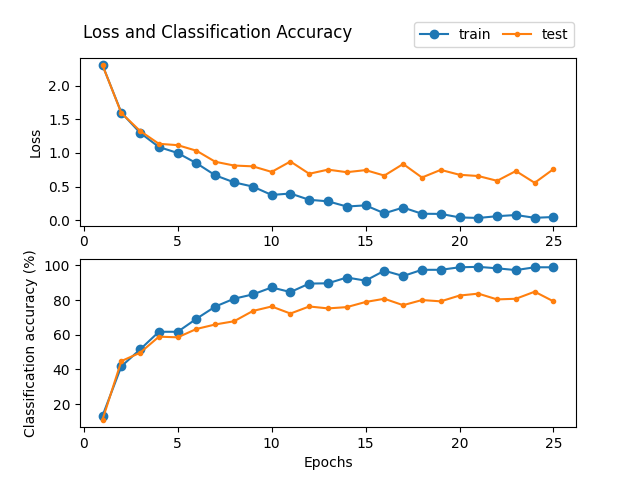 Loss and Classification Accuracy
train test
Loss
2.0
1.5
1.0
0.5
0.0
0 5 10 15 20 25
Classification accuracy (%)
100
80
60
40
20
0 5 10 15 20 25
Epochs